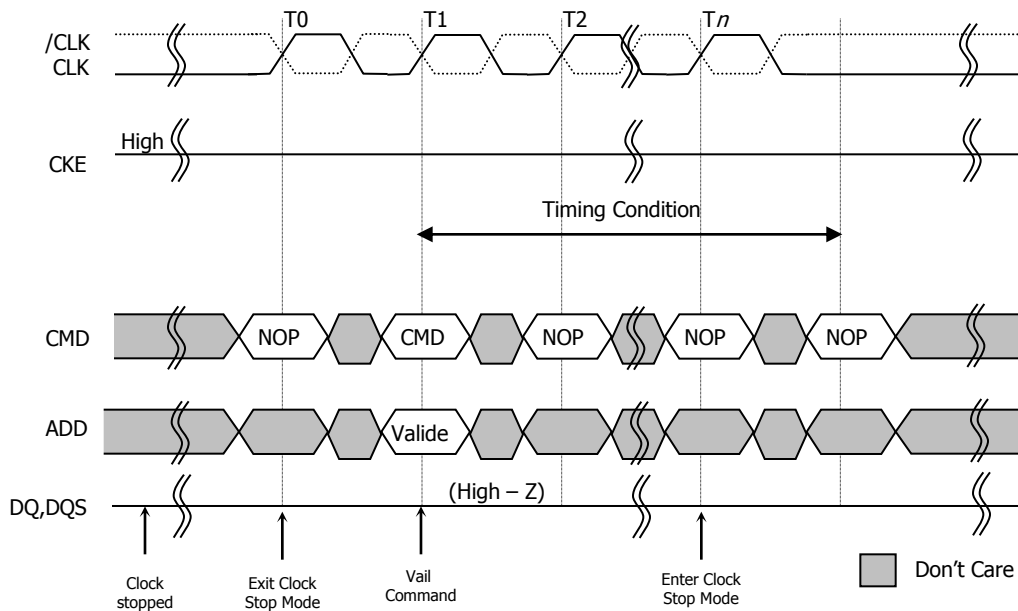 T0 T1 T2 Tn
/CLK
CLK
High
CKE
Timing Condition
CMD NOP CMD NOP NOP NOP
ADD Valide
(High – Z)
DQ,DQS
Clock
stopped
Exit Clock
Stop Mode
Vail
Command
Enter Clock
Stop Mode
Don't Care